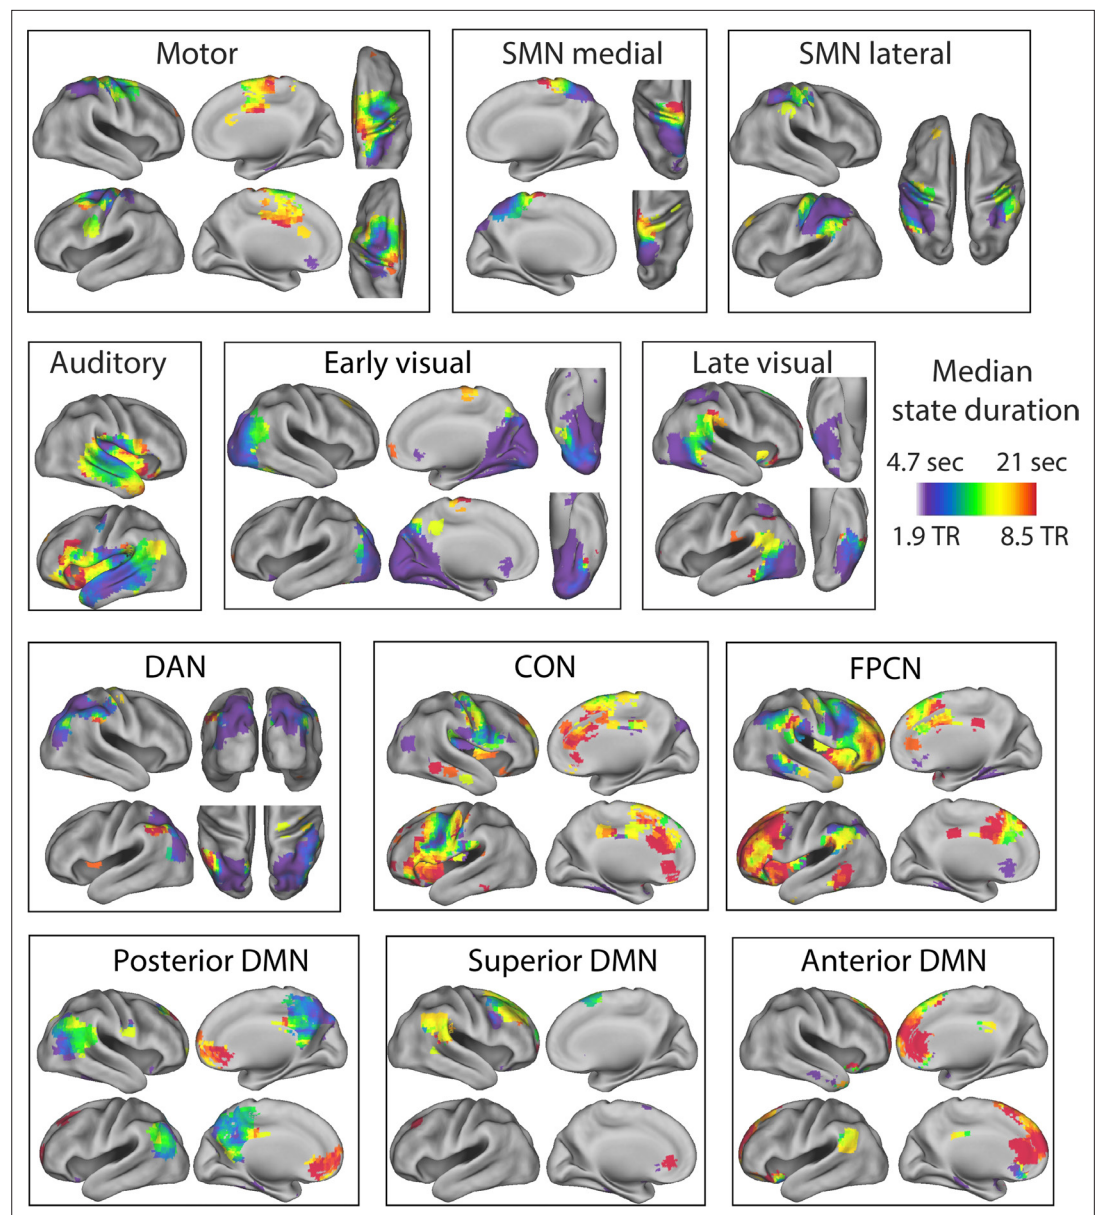 Motor
SMN medial
SMN lateral
Auditory
Early visual
Late visual
Median
state duration
4.7 sec 21 sec
1.9 TR 8.5 TR
DAN
CON
FPCN
Posterior DMN
Superior DMN
Anterior DMN